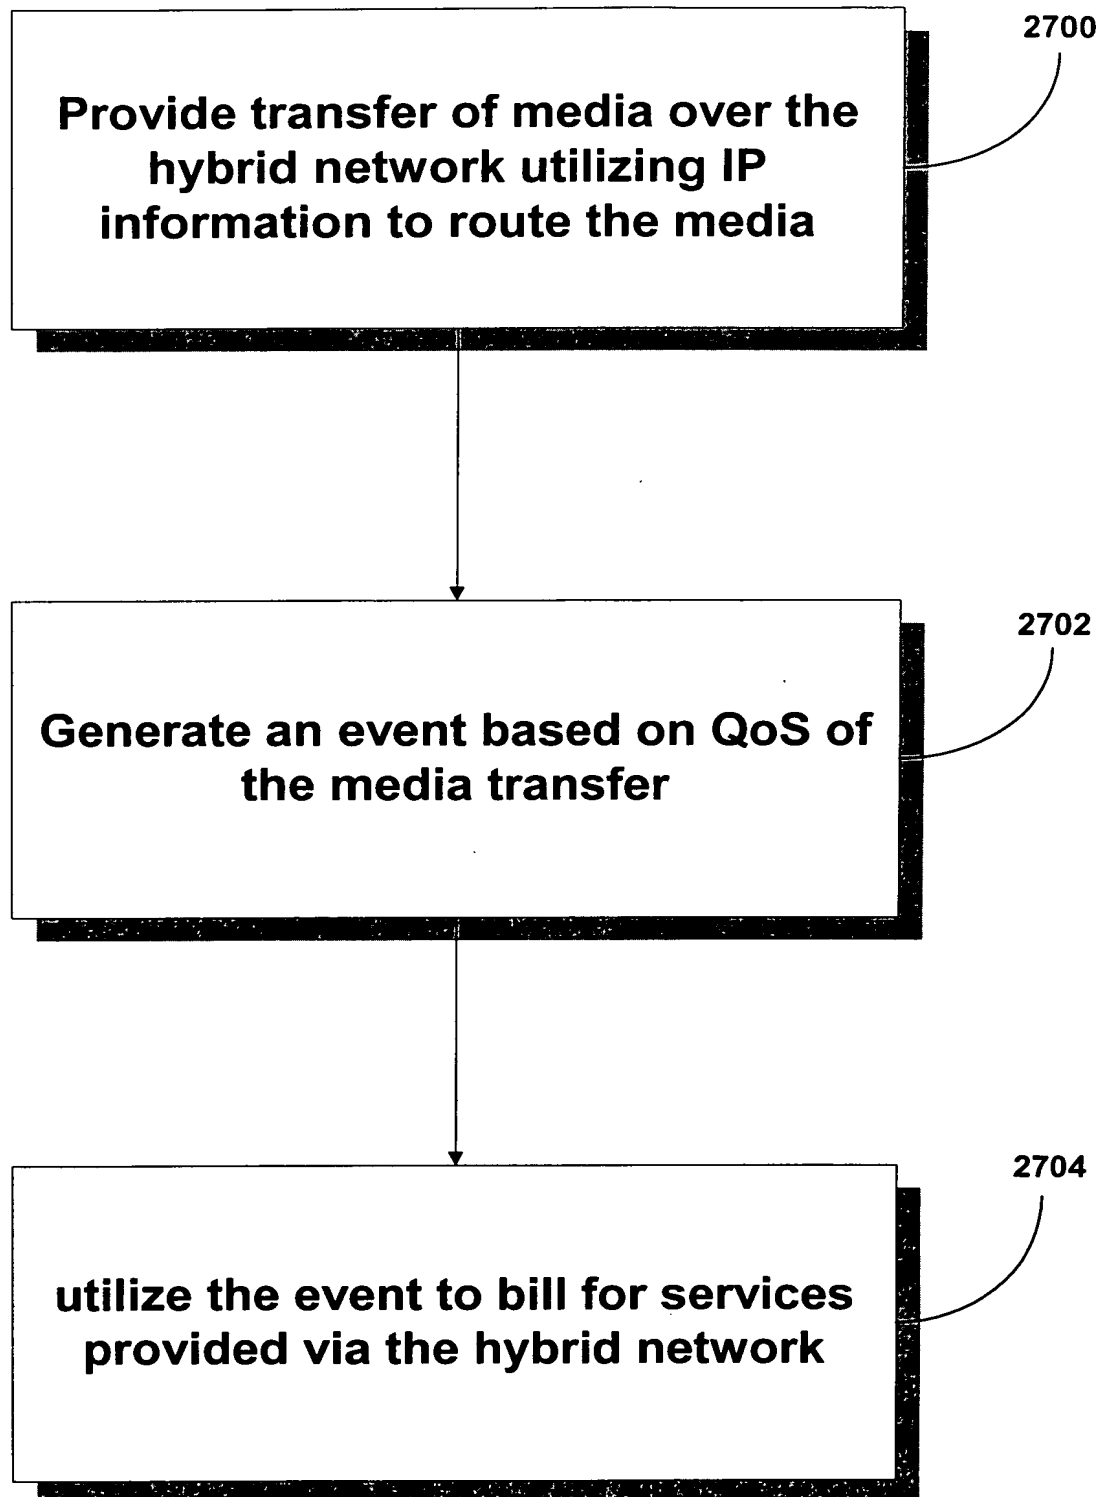 2700
Provide transfer of media over the
hybrid network utilizing IP
information to route the media
2702
Generate an event based on QoS of
the media transfer
2704
utilize the event to bill for services
provided via the hybrid network